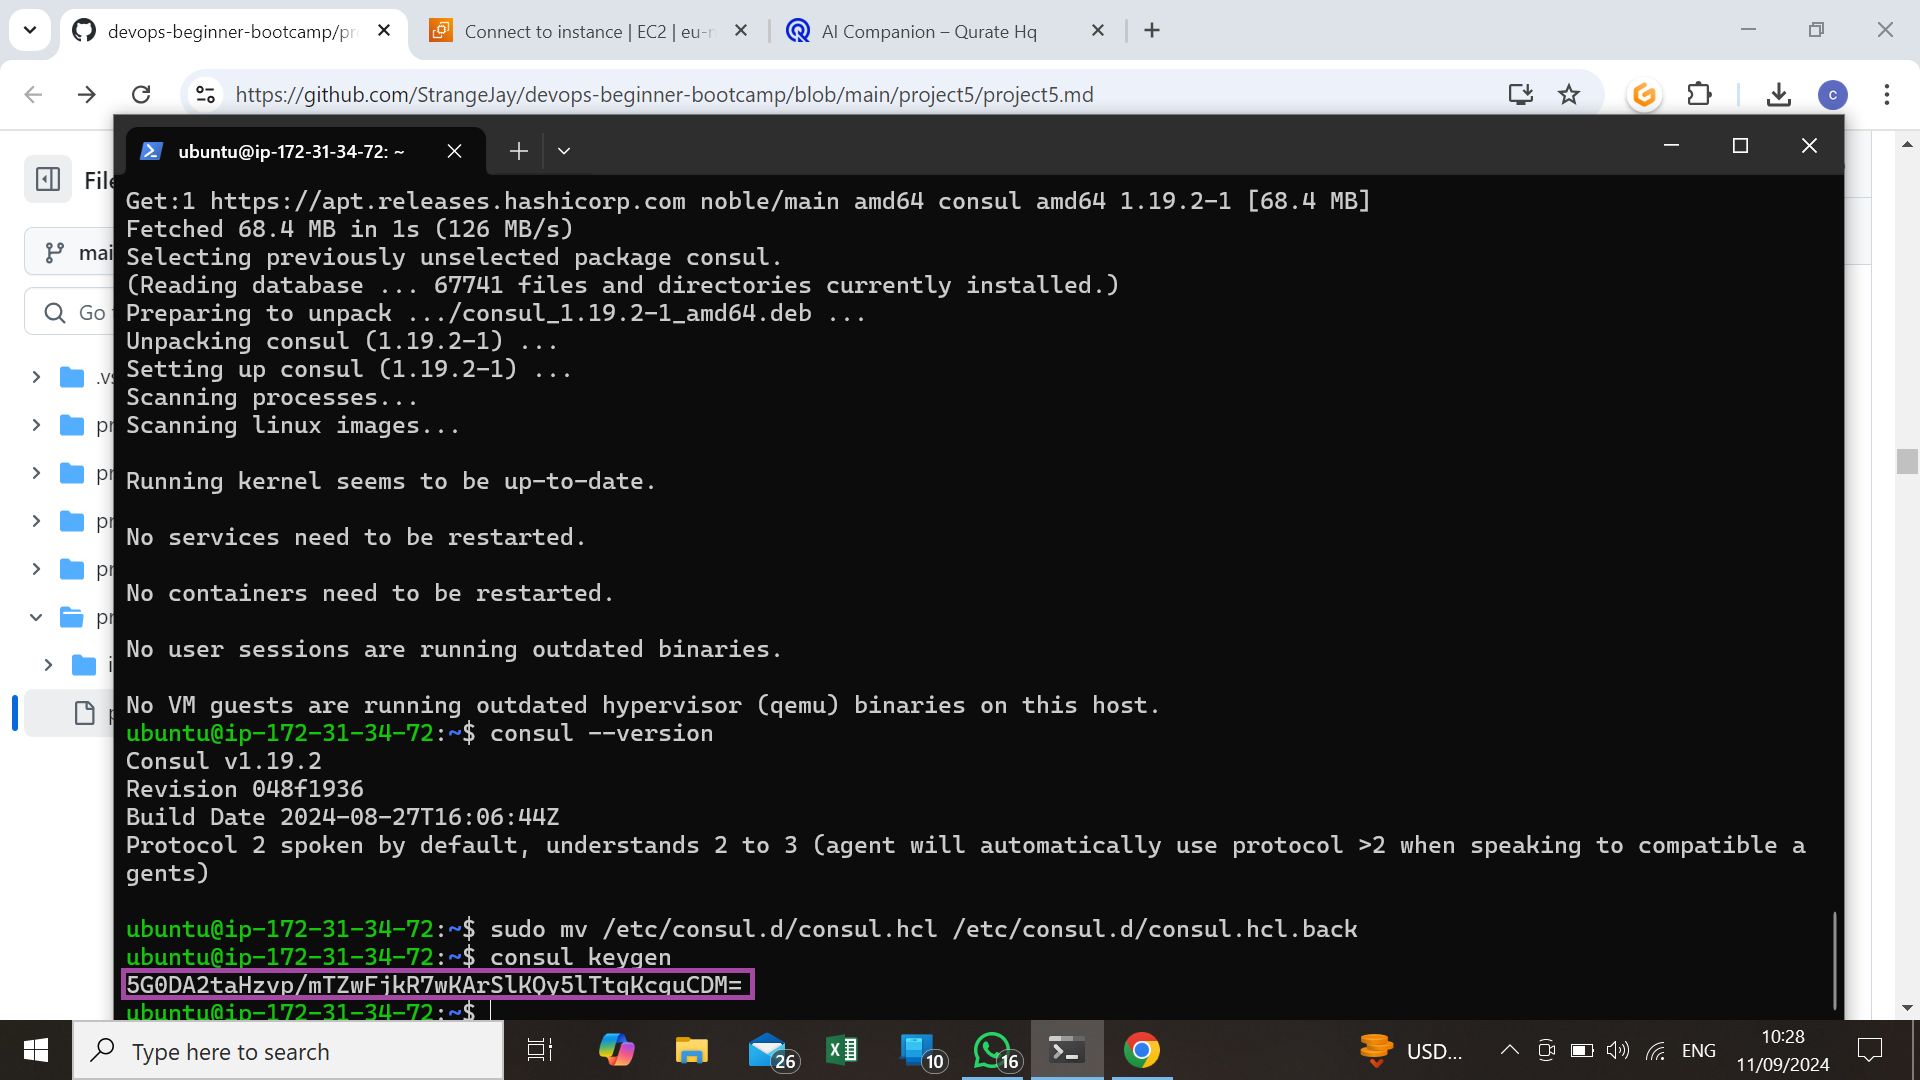 devops-beginner-bootcamp/pr
Connect to instance | EC2 | eu-n
AI Companion – Qurate Hq
https://github.com/StrangeJay/devops-beginner-bootcamp/blob/main/project5/project5.md
c
ubuntu@ip-172-31-34-72: ~
File
mai
Go
.vs
pr
pr
pr
pr
pr
i
p
Get:1 https://apt.releases.hashicorp.com noble/main amd64 consul amd64 1.19.2-1 [68.4 MB]
Fetched 68.4 MB in 1s (126 MB/s)
Selecting previously unselected package consul.
(Reading database ... 67741 files and directories currently installed.)
Preparing to unpack .../consul_1.19.2-1_amd64.deb ...
Unpacking consul (1.19.2-1) ...
Setting up consul (1.19.2-1) ...
Scanning processes...
Scanning linux images...
Running kernel seems to be up-to-date.
No services need to be restarted.
No containers need to be restarted.
No user sessions are running outdated binaries.
No VM guests are running outdated hypervisor (qemu) binaries on this host.
ubuntu@ip-172-31-34-72:~$ consul --version
Consul v1.19.2
Revision 048f1936
Build Date 2024-08-27T16:06:44Z
Protocol 2 spoken by default, understands 2 to 3 (agent will automatically use protocol >2 when speaking to compatible a
gents)
ubuntu@ip-172-31-34-72:~$ sudo mv /etc/consul.d/consul.hcl /etc/consul.d/consul.hcl.back
ubuntu@ip-172-31-34-72:~$ consul keygen
5G0DA2taHzvp/mTZwFjkR7wKArSlKQy5lTtqKcguCDM=
ubuntu@ip-172-31-34-72:~$
Type here to search
26
10
16
USD...
ENG
10:28
11/09/2024